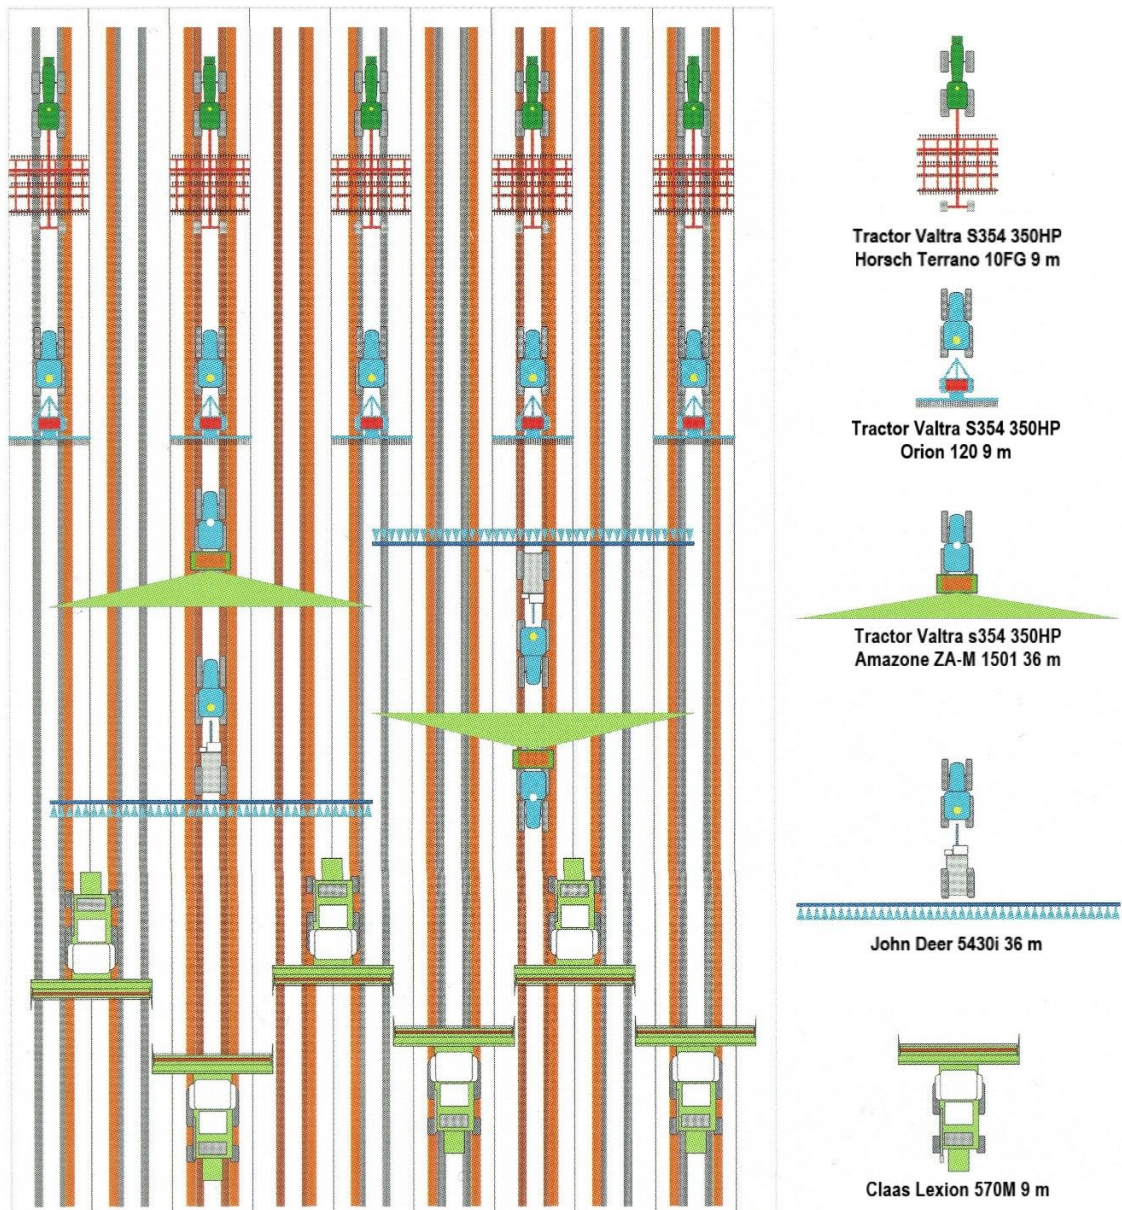 Tractor Valtra S354 350HP
Horsch Terrano 10FG 9 m
Tractor Valtra S354 350HP
Orion 120 9 m
Tractor Valtra s354 350HP
Amazone ZA-M 1501 36 m
John Deer 5430i 36 m
Claas Lexion 570M 9 m